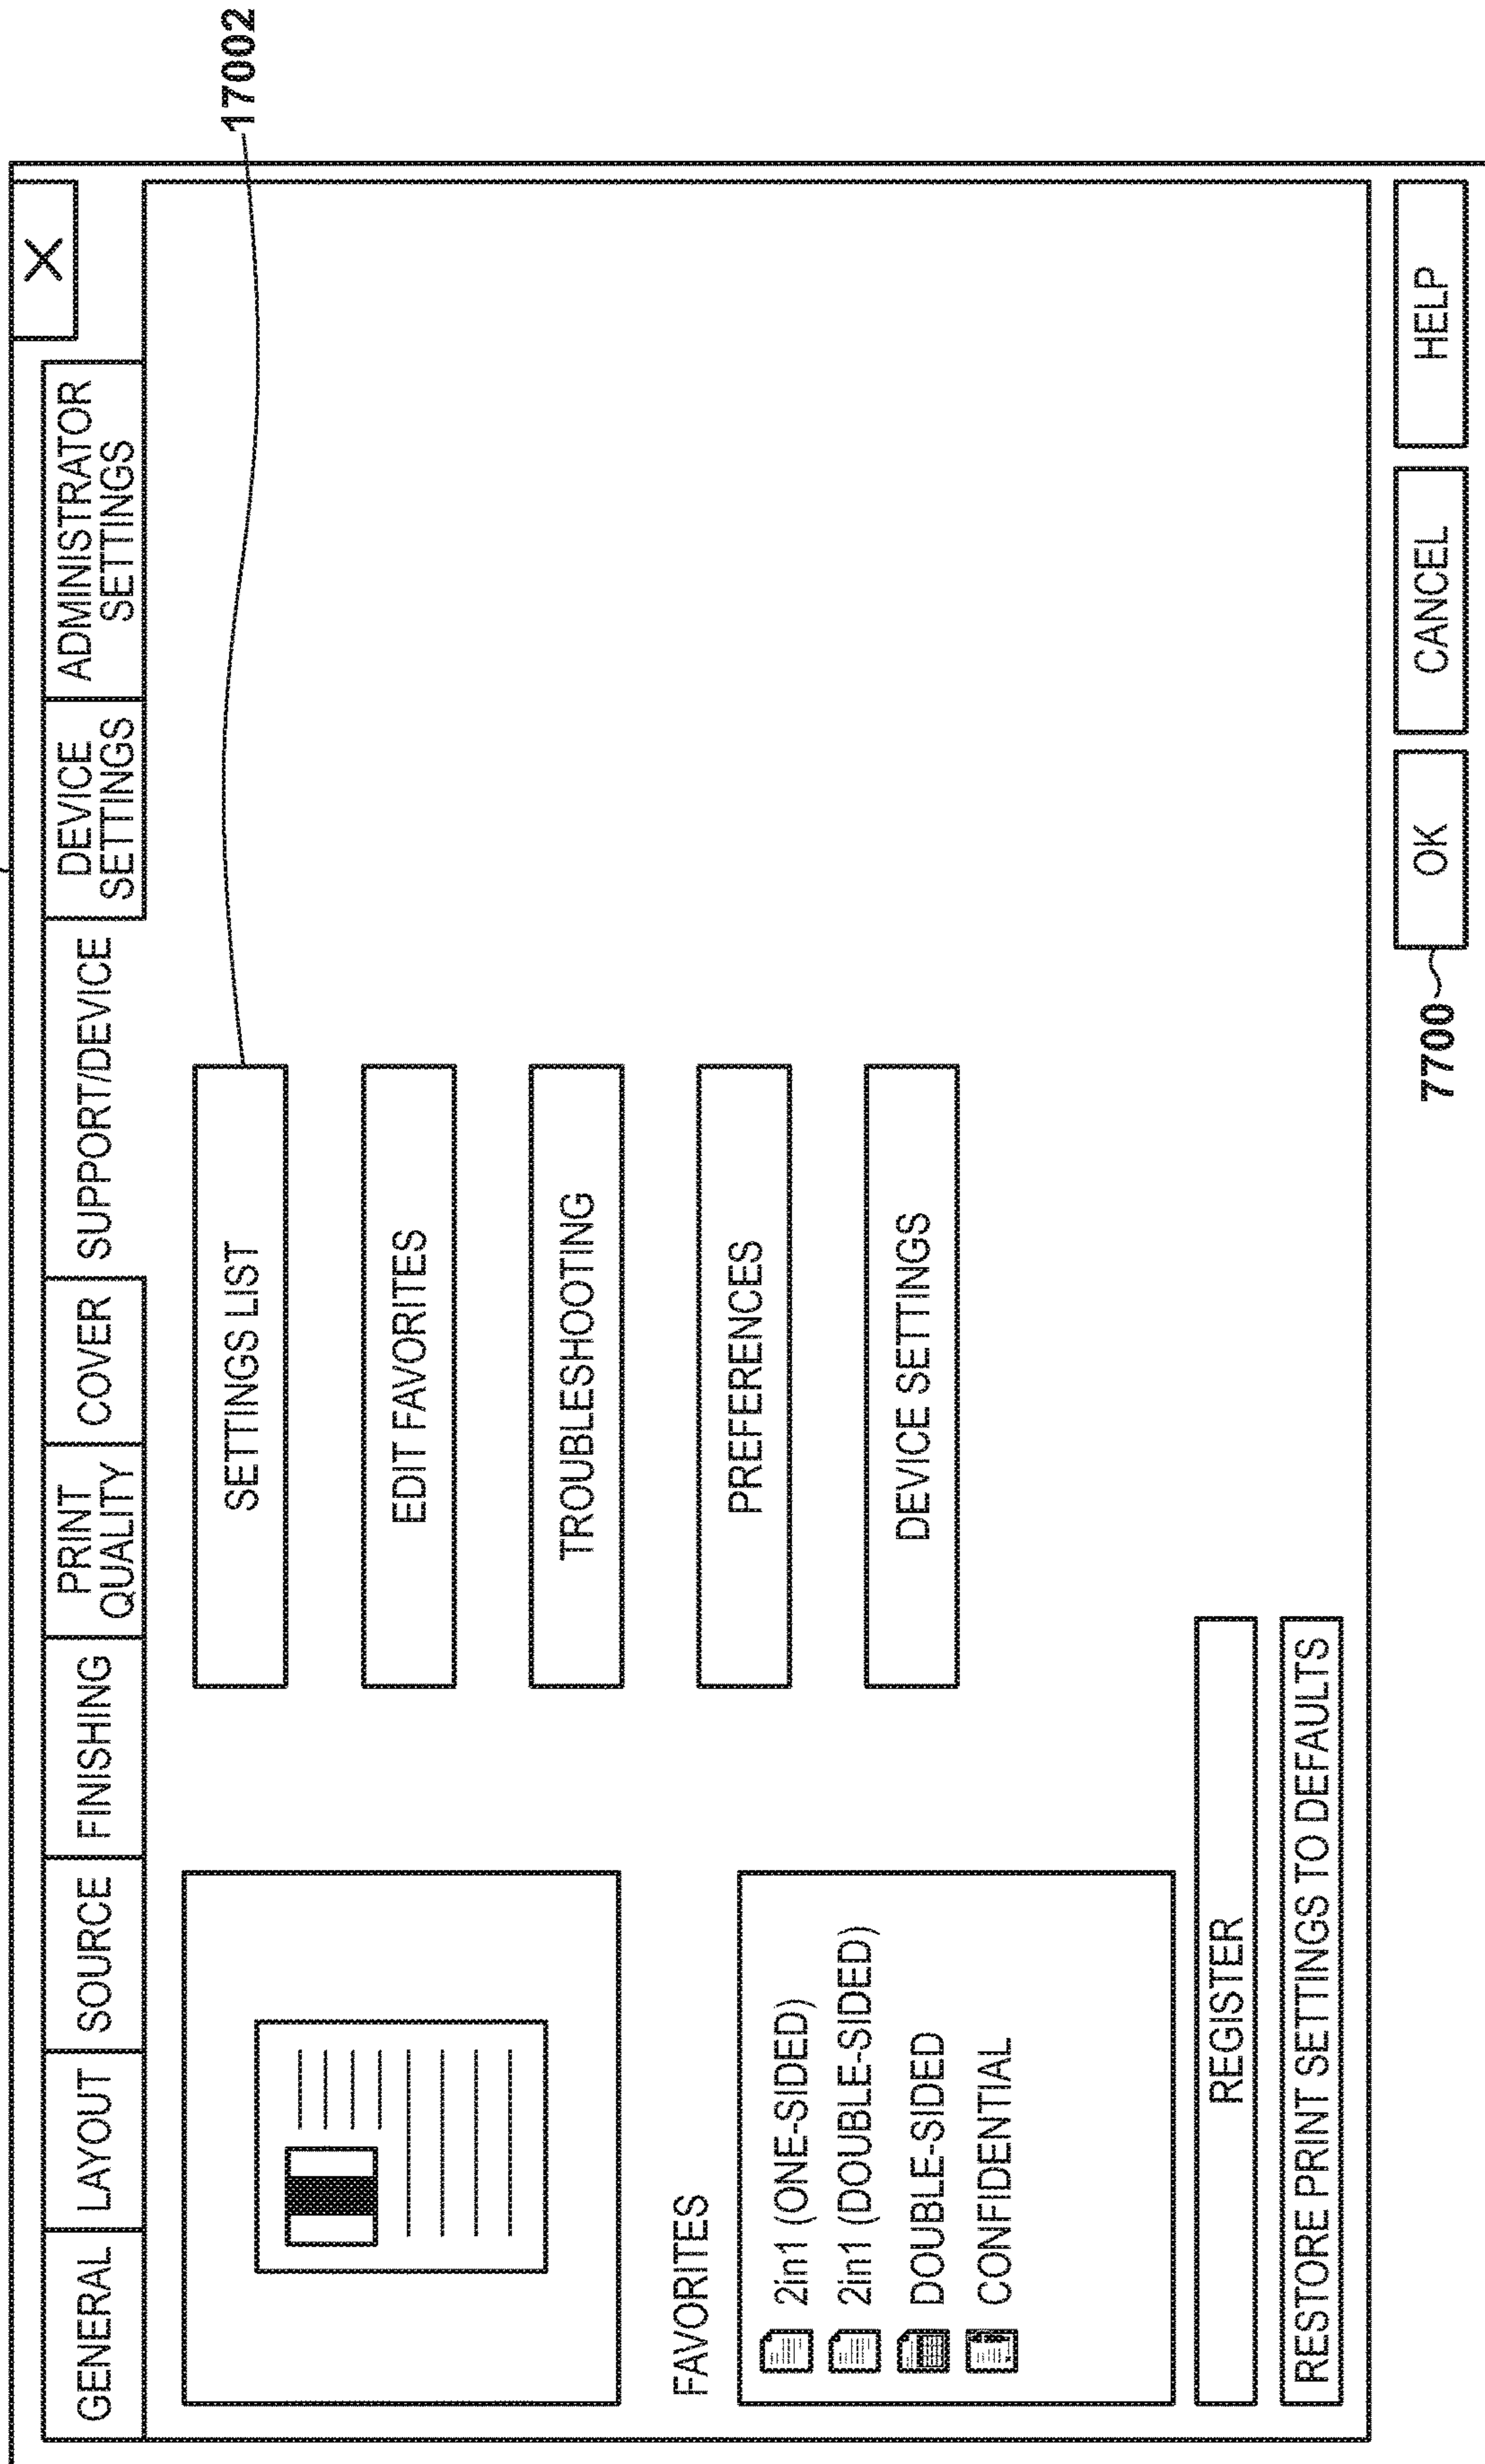 GENERAL
LAYOUT
SOURCE
FINISHING
PRINT
QUALITY
COVER
SUPPORT/DEVICE
DEVICE
SETTINGS
ADMINISTRATOR
SETTINGS
X
17002
SETTINGS LIST
EDIT FAVORITES
TROUBLESHOOTING
PREFERENCES
DEVICE SETTINGS
FAVORITES
2in1 (ONE-SIDED)
2in1 (DOUBLE-SIDED)
DOUBLE-SIDED
CONFIDENTIAL
REGISTER
RESTORE PRINT SETTINGS TO DEFAULTS
7700
OK
CANCEL
HELP